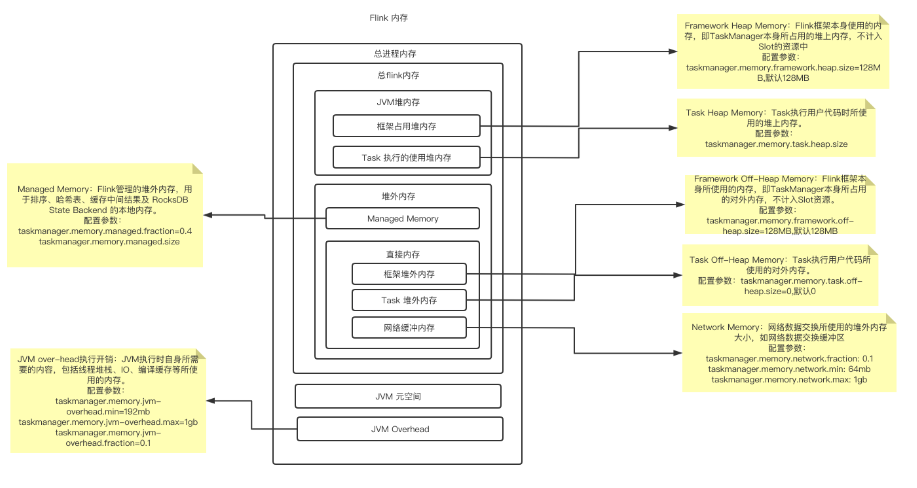 Flink 内存
总进程内存
总flink内存
JVM堆内存
框架占用堆内存
Task 执行的使用堆内存
堆外内存
Managed Memory
直接内存
框架堆外内存
Task 堆外内存
网络缓冲内存
JVM 元空间
JVM Overhead
Managed Memory：Flink管理的堆外内存，用
于排序、哈希表、缓存中间结果及 RocksDB
State Backend 的本地内存。
配置参数：
taskmanager.memory.managed.fraction=0.4
taskmanager.memory.managed.size
JVM over-head执行开销：JVM执行时自身所需
要的内容，包括线程堆栈、IO、编译缓存等所使
用的内存。
配置参数：
taskmanager.memory.jvm-
overhead.min=192mb
taskmanager.memory.jvm-overhead.max=1gb
taskmanager.memory.jvm-
overhead.fraction=0.1
Framework Heap Memory：Flink框架本身使用的内
存，即TaskManager本身所占用的堆上内存，不计入
Slot的资源中
配置参数：
taskmanager.memory.framework.heap.size=128M
B,默认128MB
Task Heap Memory：Task执行用户代码时所使
用的堆上内存。
配置参数：
taskmanager.memory.task.heap.size
Framework Off-Heap Memory：Flink框架本
身所使用的内存，即TaskManager本身所占用
的对外内存，不计入Slot资源。
配置参数：
taskmanager.memory.framework.off-
heap.size=128MB,默认128MB
Task Off-Heap Memory：Task执行用户代码所
使用的对外内存。
配置参数：taskmanager.memory.task.off-
heap.size=0,默认0
Network Memory：网络数据交换所使用的堆外内存
大小，如网络数据交换缓冲区
配置参数：
taskmanager.memory.network.fraction: 0.1
taskmanager.memory.network.min: 64mb
taskmanager.memory.network.max: 1gb